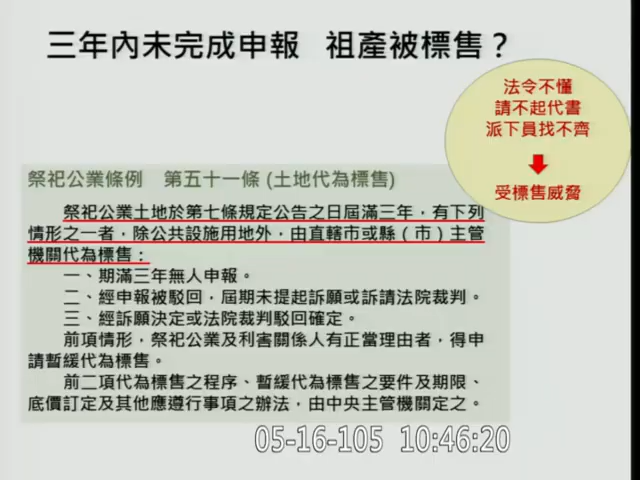 三年內未完成申報 祖產被標售？
法令不懂
請不起代書
派下員找不齊
受標售威脅
祭祀公業條例 第五十一條 (土地代為標售)
祭祀公業土地於第七條規定公告之日屆滿三年，有下列
情形之一者，除公共設施用地外，由直轄市或縣（市）主管
機關代為標售：
一、期滿三年無人申報。
二、經申報被駁回，屆期未提起訴願或訴請法院裁判。
三、經訴願決定或法院裁判駁回確定。
前項情形，祭祀公業及利害關係人有正當理由者，得申
請暫緩代為標售。
前二項代為標售之程序、暫緩代為標售之要件及期限、
底價訂定及其他應遵行事項之辦法，由中央主管機關定之。
05-16-105 10:46:20